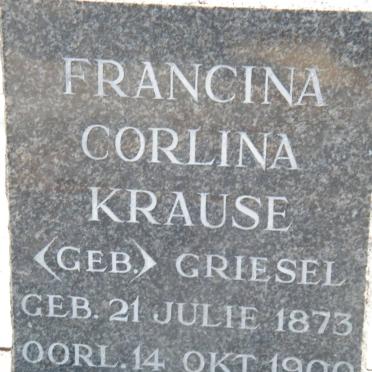 FRANCINA
CORLINA
KRAUSE
<GEB.> GRIESEL
GEB. 21 JULIE 1873
OORL. 14 OKT.